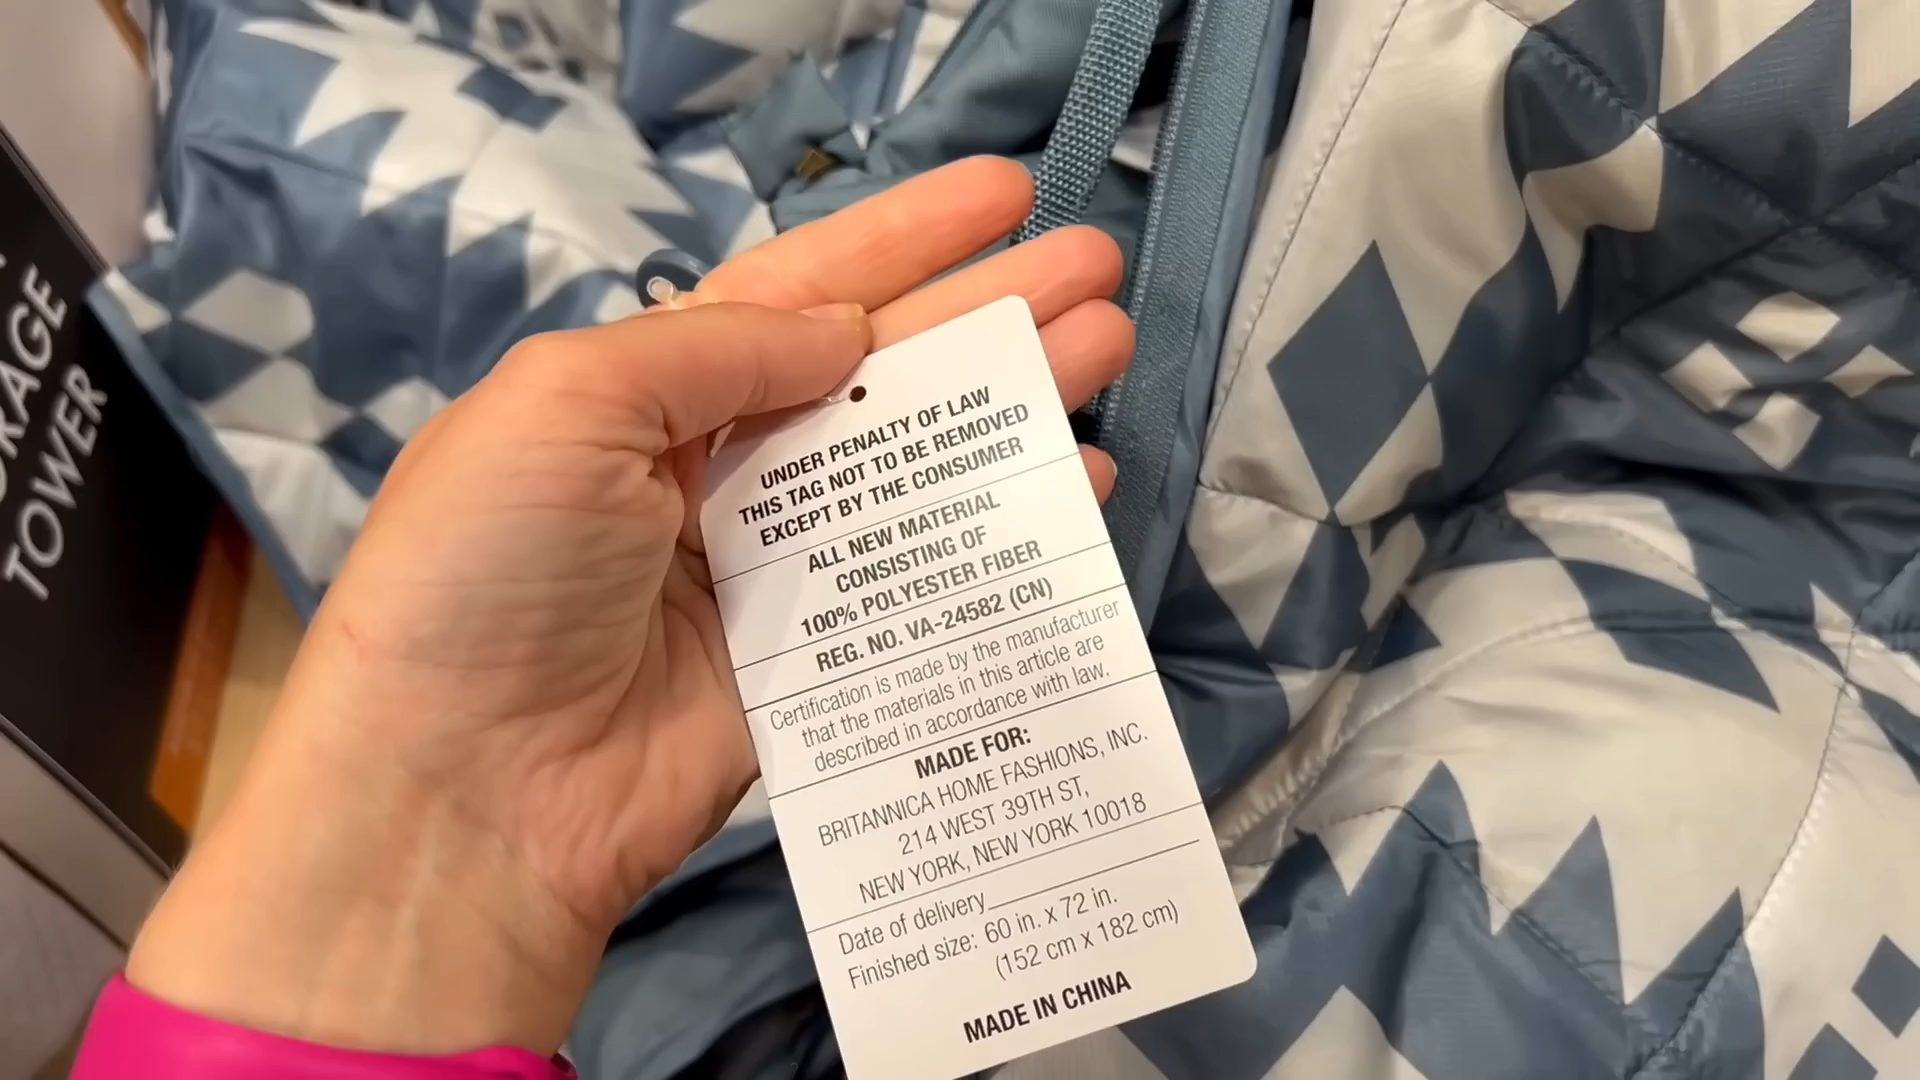 TOWER
UNDER PENALTY OF LAW
THIS TAG NOT TO BE REMOVED
EXCEPT BY THE CONSUMER
ALL NEW MATERIAL
CONSISTING OF
100% POLYESTER FIBER
REG. NO. VA-24582 (CN)
Certification is made by the manufacturer
that the materials in this article are
described in accordance with law.
MADE FOR:
BRITANNICA HOME FASHIONS, INC.
214 WEST 39TH ST,
NEW YORK, NEW YORK 10018
Date of delivery
Finished size: 60 in. x 72 in.
(152 cm x 182 cm)
MADE IN CHINA